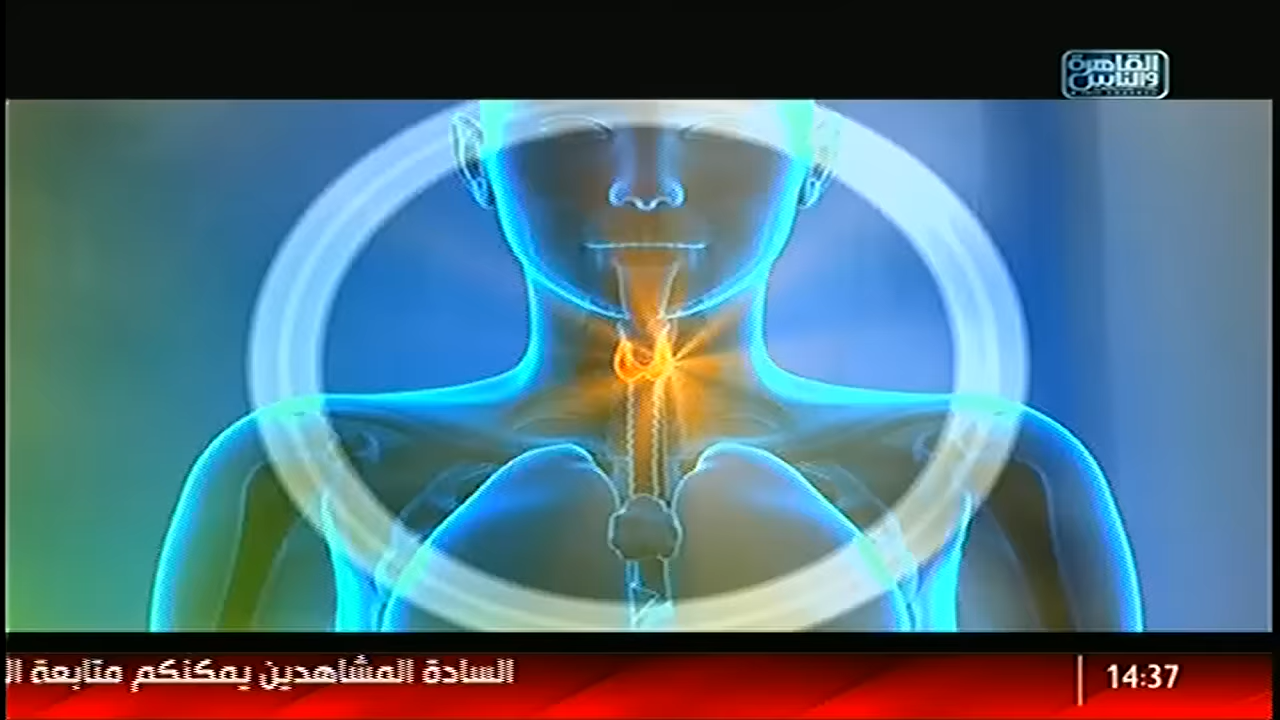 القاهرة
والناس
السادة المشاهدين يمكنكم متابعة
14:37